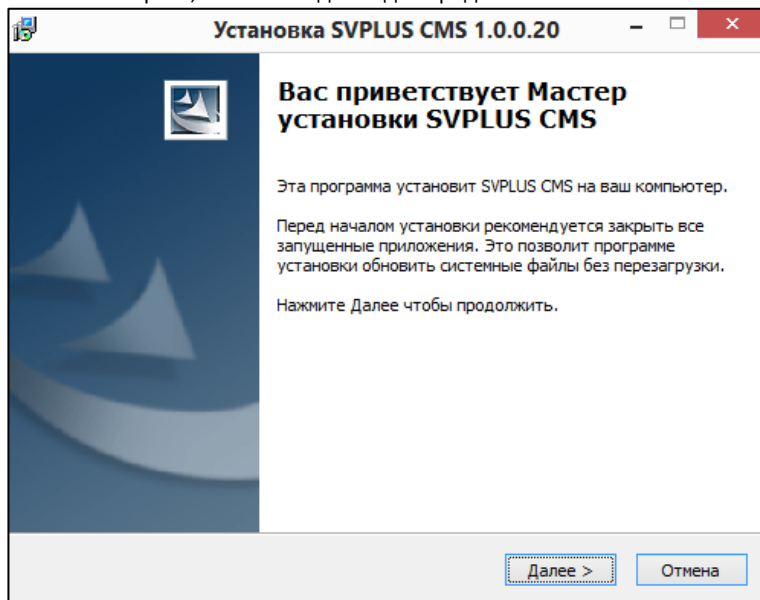 Установка SVPLUS CMS 1.0.0.20
Вас приветствует Мастер
установки SVPLUS CMS
Эта программа установит SVPLUS CMS на ваш компьютер.
Перед началом установки рекомендуется закрыть все
запущенные приложения. Это позволит программе
установки обновить системные файлы без перезагрузки.
Нажмите Далее чтобы продолжить.
Далее >
Отмена